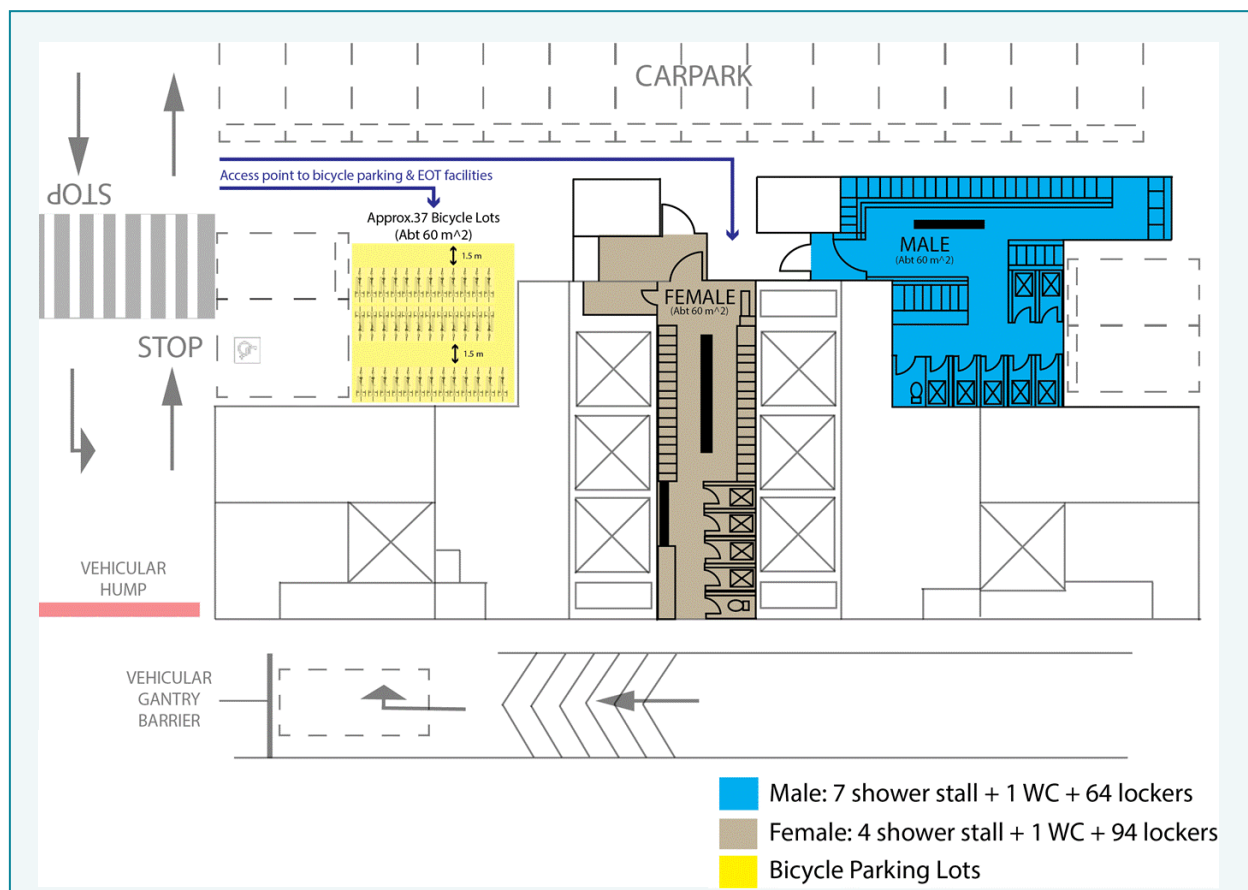 CARPARK
STOP
Access point to bicycle parking & EOT facilities
Approx.37 Bicycle Lots
(Abt 60 m^2)
1.5 m
MALE
(Abt 60 m^2)
FEMALE
(Abt 60 m^2)
STOP
1.5 m
VEHICULAR
HUMP
VEHICULAR
GANTRY
BARRIER
Male: 7 shower stall + 1 WC + 64 lockers
Female: 4 shower stall + 1 WC + 94 lockers
Bicycle Parking Lots